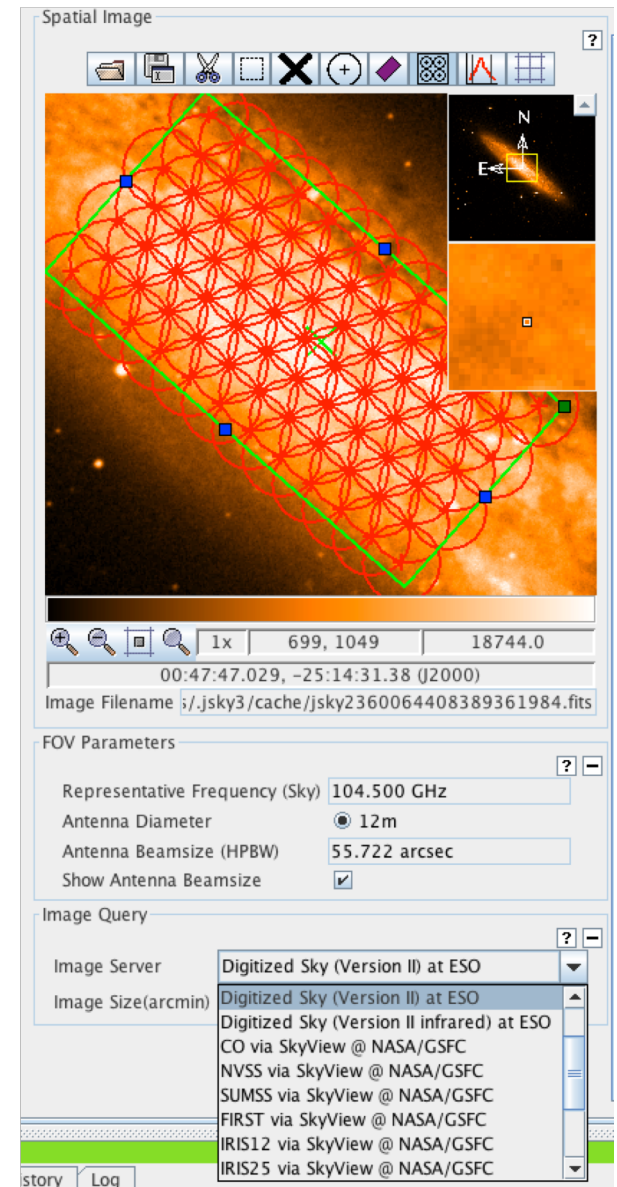 Spatial Image
?
N
E
1x 699, 1049 18744.0
00:47:47.029, -25:14:31.38 (J2000)
Image Filename s/.jsky3/cache/jsky2360064408389361984.fits
FOV Parameters
?
Representative Frequency (Sky) 104.500 GHz
Antenna Diameter 12m
Antenna Beamsize (HPBW) 55.722 arcsec
Show Antenna Beamsize
Image Query
?
Image Server Digitized Sky (Version II) at ESO
Image Size(arcmin) Digitized Sky (Version II) at ESO
Digitized Sky (Version II infrared) at ESO
CO via SkyView @ NASA/GSFC
NVSS via SkyView @ NASA/GSFC
SUMSS via SkyView @ NASA/GSFC
FIRST via SkyView @ NASA/GSFC
IRIS12 via SkyView @ NASA/GSFC
IRIS25 via SkyView @ NASA/GSFC
story Log